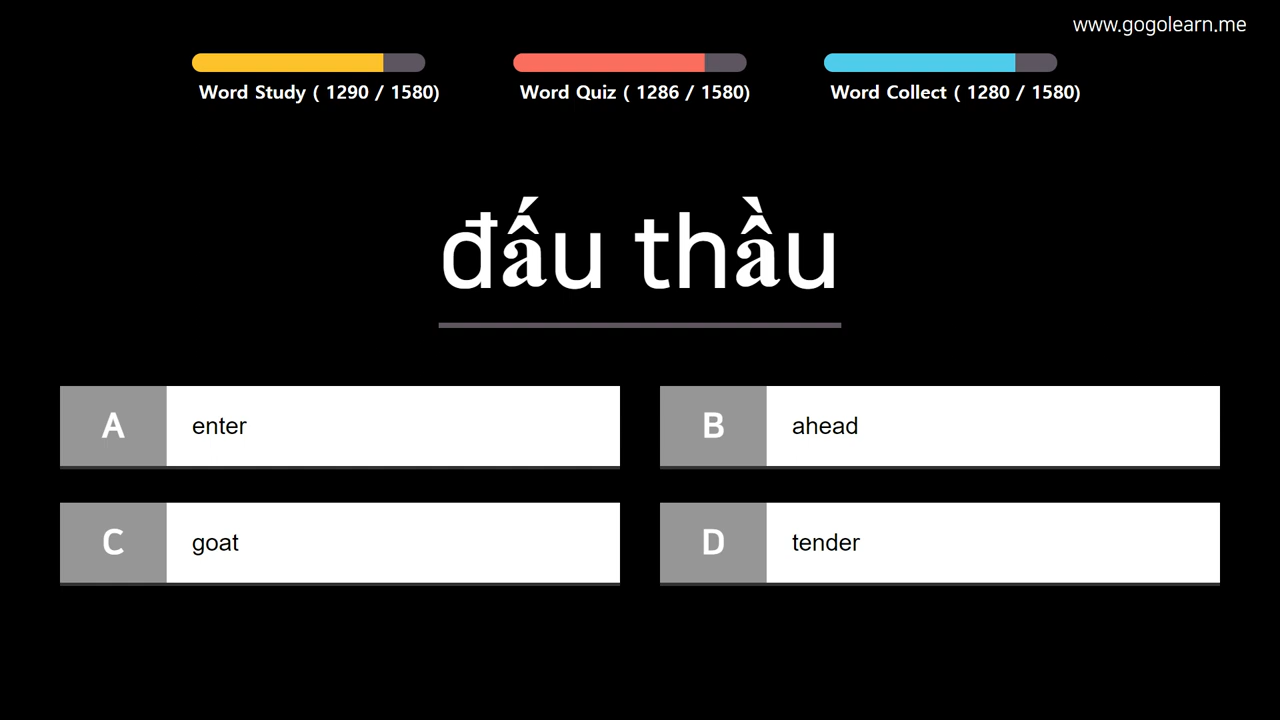 www.gogolearn.me
Word Study ( 1290 / 1580)
Word Quiz ( 1286 / 1580)
Word Collect ( 1280 / 1580)
đấu thầu
A enter
B ahead
C goat
D tender